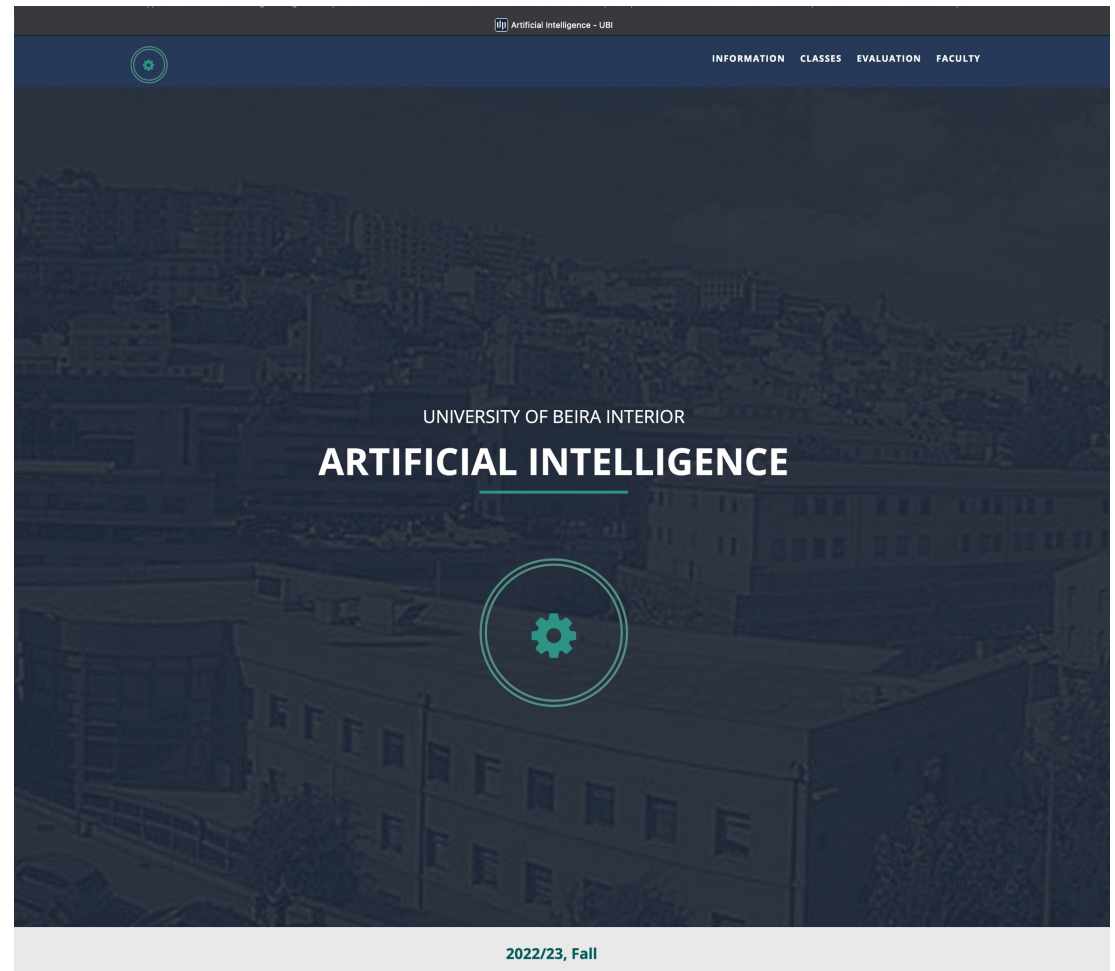 Artificial Intelligence - UBI
INFORMATION CLASSES EVALUATION FACULTY
UNIVERSITY OF BEIRA INTERIOR
ARTIFICIAL INTELLIGENCE
2022/23, Fall